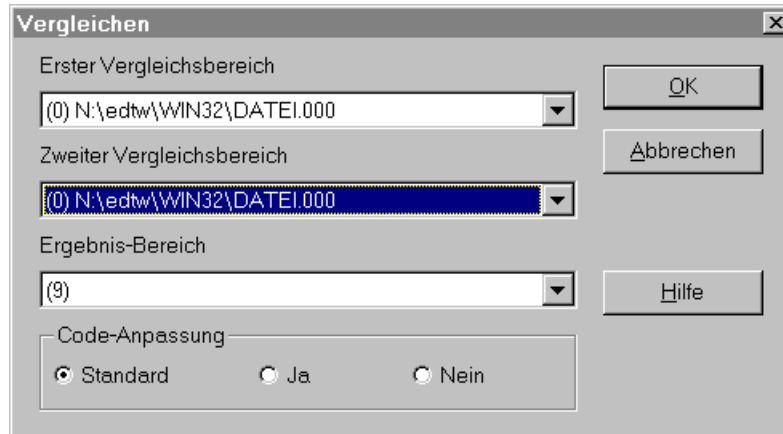 Vergleichen
Erster Vergleichsbereich
(0) N:\edtw\WIN32\DATEI.000
OK
Zweiter Vergleichsbereich
Abbrechen
(0) N:\edtw\WIN32\DATEI.000
Ergebnis-Bereich
(9)
Hilfe
Code-Anpassung
Standard Ja Nein